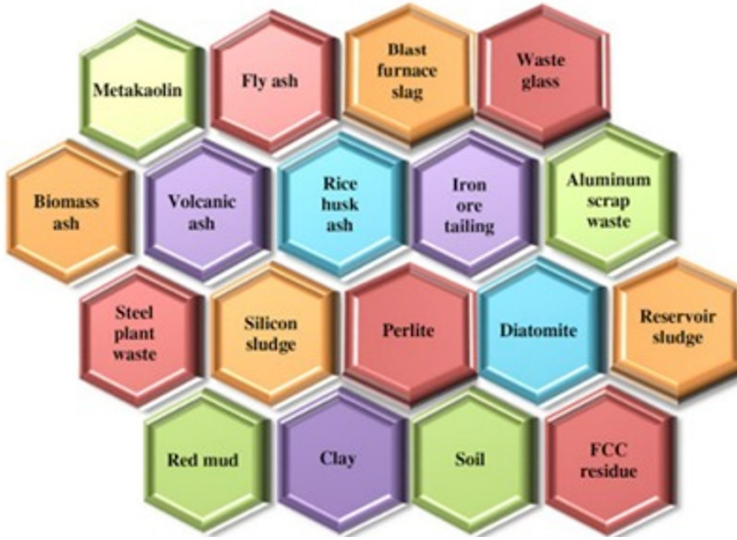 Metakaolin
Fly ash
Blast
furnace
slag
Waste
glass
Biomass
ash
Volcanic
ash
Rice
husk
ash
Iron
ore
tailing
Aluminum
scrap
waste
Steel
plant
waste
Silicon
sludge
Perlite
Diatomite
Reservoir
sludge
Red mud
Clay
Soil
FCC
residue